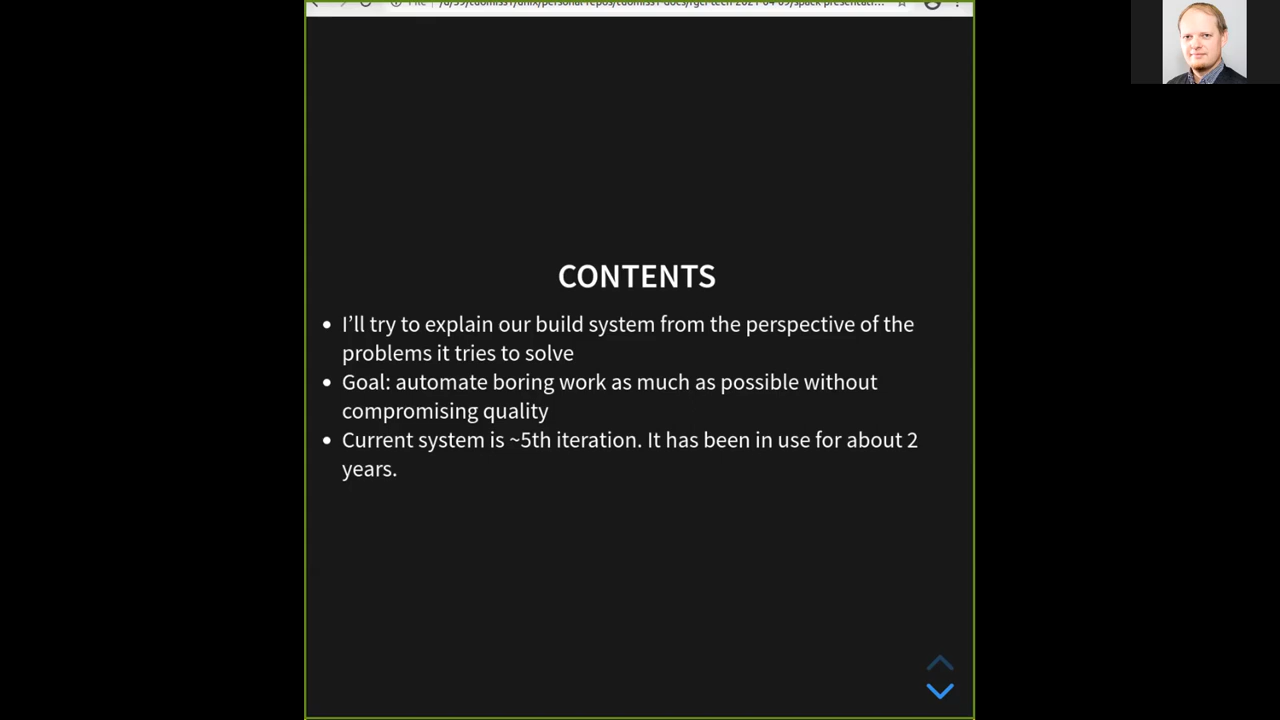 CONTENTS
• I'll try to explain our build system from the perspective of the
problems it tries to solve
• Goal: automate boring work as much as possible without
compromising quality
• Current system is ~5th iteration. It has been in use for about 2
years.